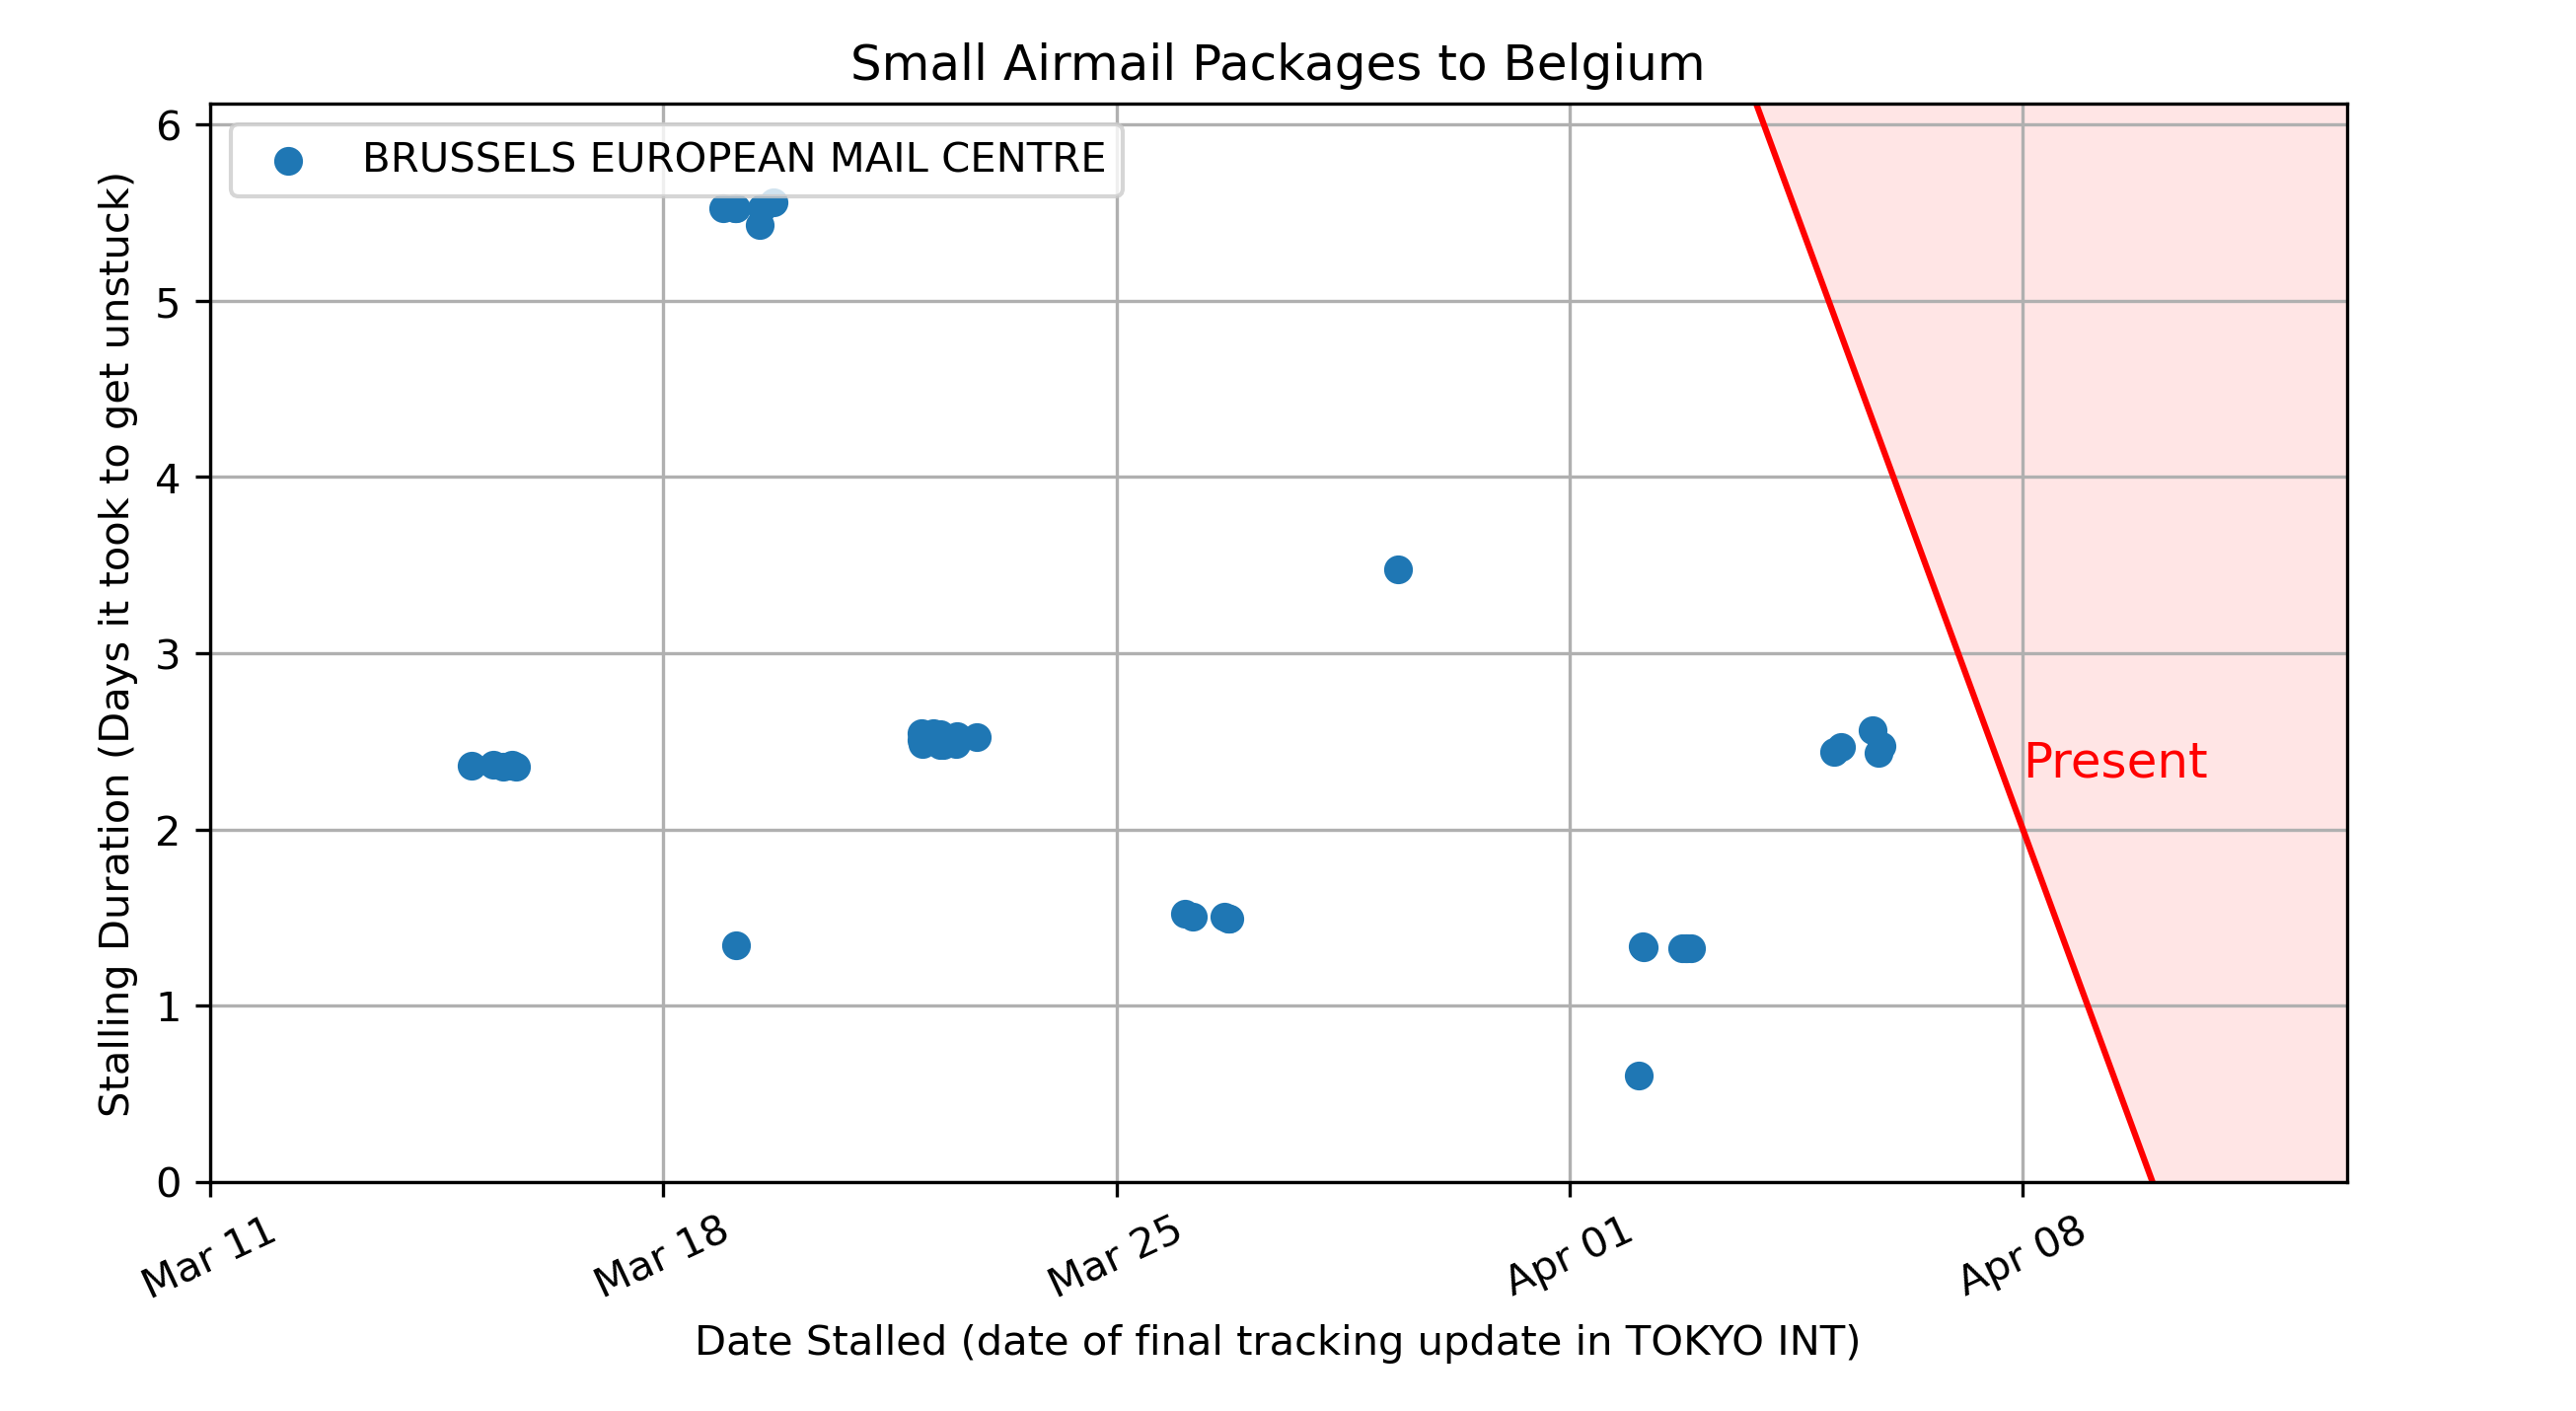 Small Airmail Packages to Belgium
BRUSSELS EUROPEAN MAIL CENTRE
Stalling Duration (Days it took to get unstuck)
6
5
4
3
2
1
0
Present
Mar 11
Mar 18
Mar 25
Apr 01
Apr 08
Date Stalled (date of final tracking update in TOKYO INT)